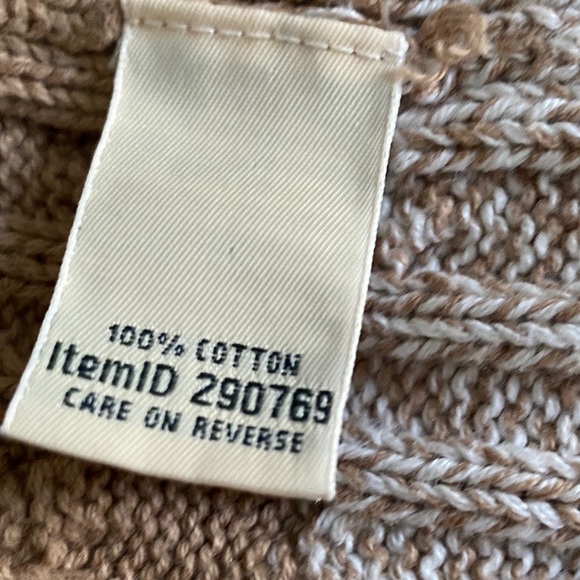 100% COTTON
ItemID 290769
CARE ON REVERSE